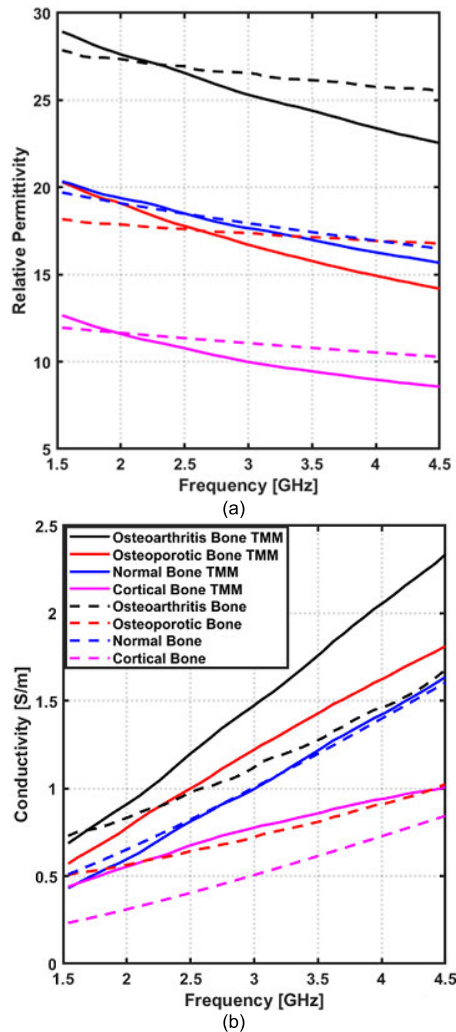 30
25
20
15
10
5
Relative Permittivity
1.5 2 2.5 3 3.5 4 4.5
Frequency [GHz]
(a)
2.5
2
1.5
1
0.5
0
Conductivity [S/m]
Osteoarthritis Bone TMM
Osteoporotic Bone TMM
Normal Bone TMM
Cortical Bone TMM
Osteoarthritis Bone
Osteoporotic Bone
Normal Bone
Cortical Bone
1.5 2 2.5 3 3.5 4 4.5
Frequency [GHz]
(b)